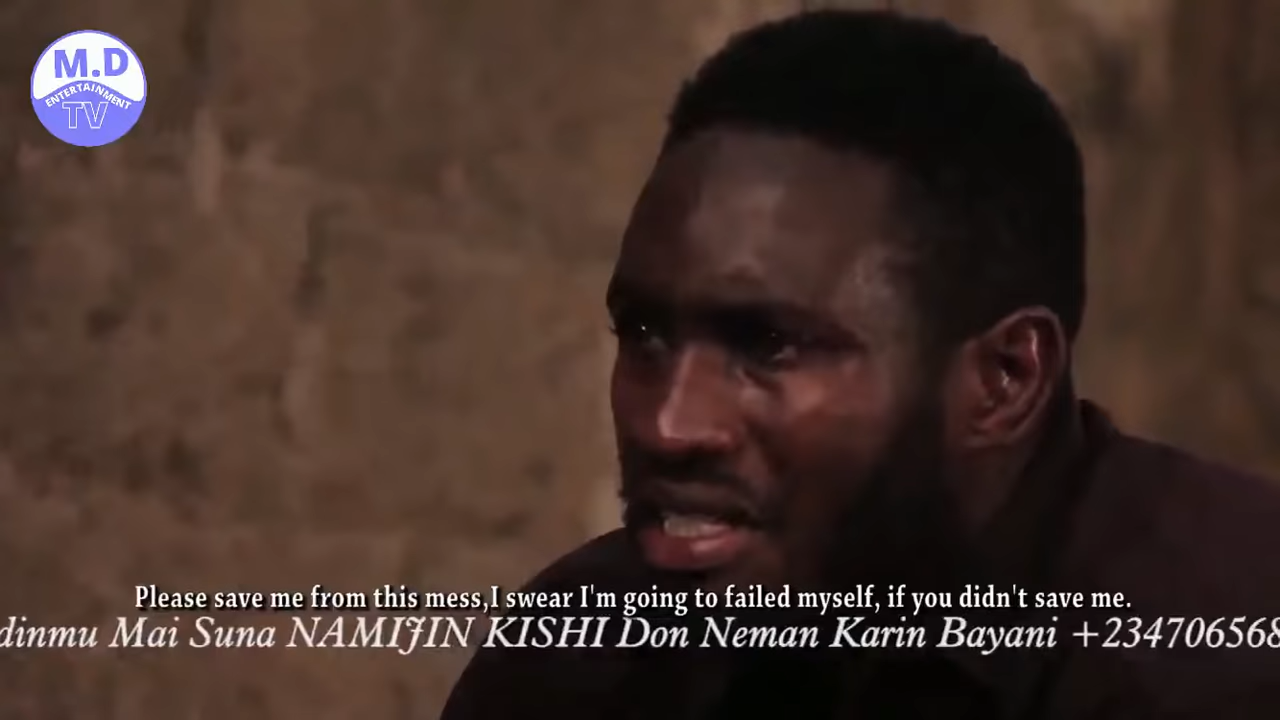 M.D
ENTERTAINMENT
TV
Please save me from this mess,I swear I'm going to failed myself, if you didn't save me.
dinmu Mai Suna NAMIJIN KISHI Don Neman Karin Bayani +234706568